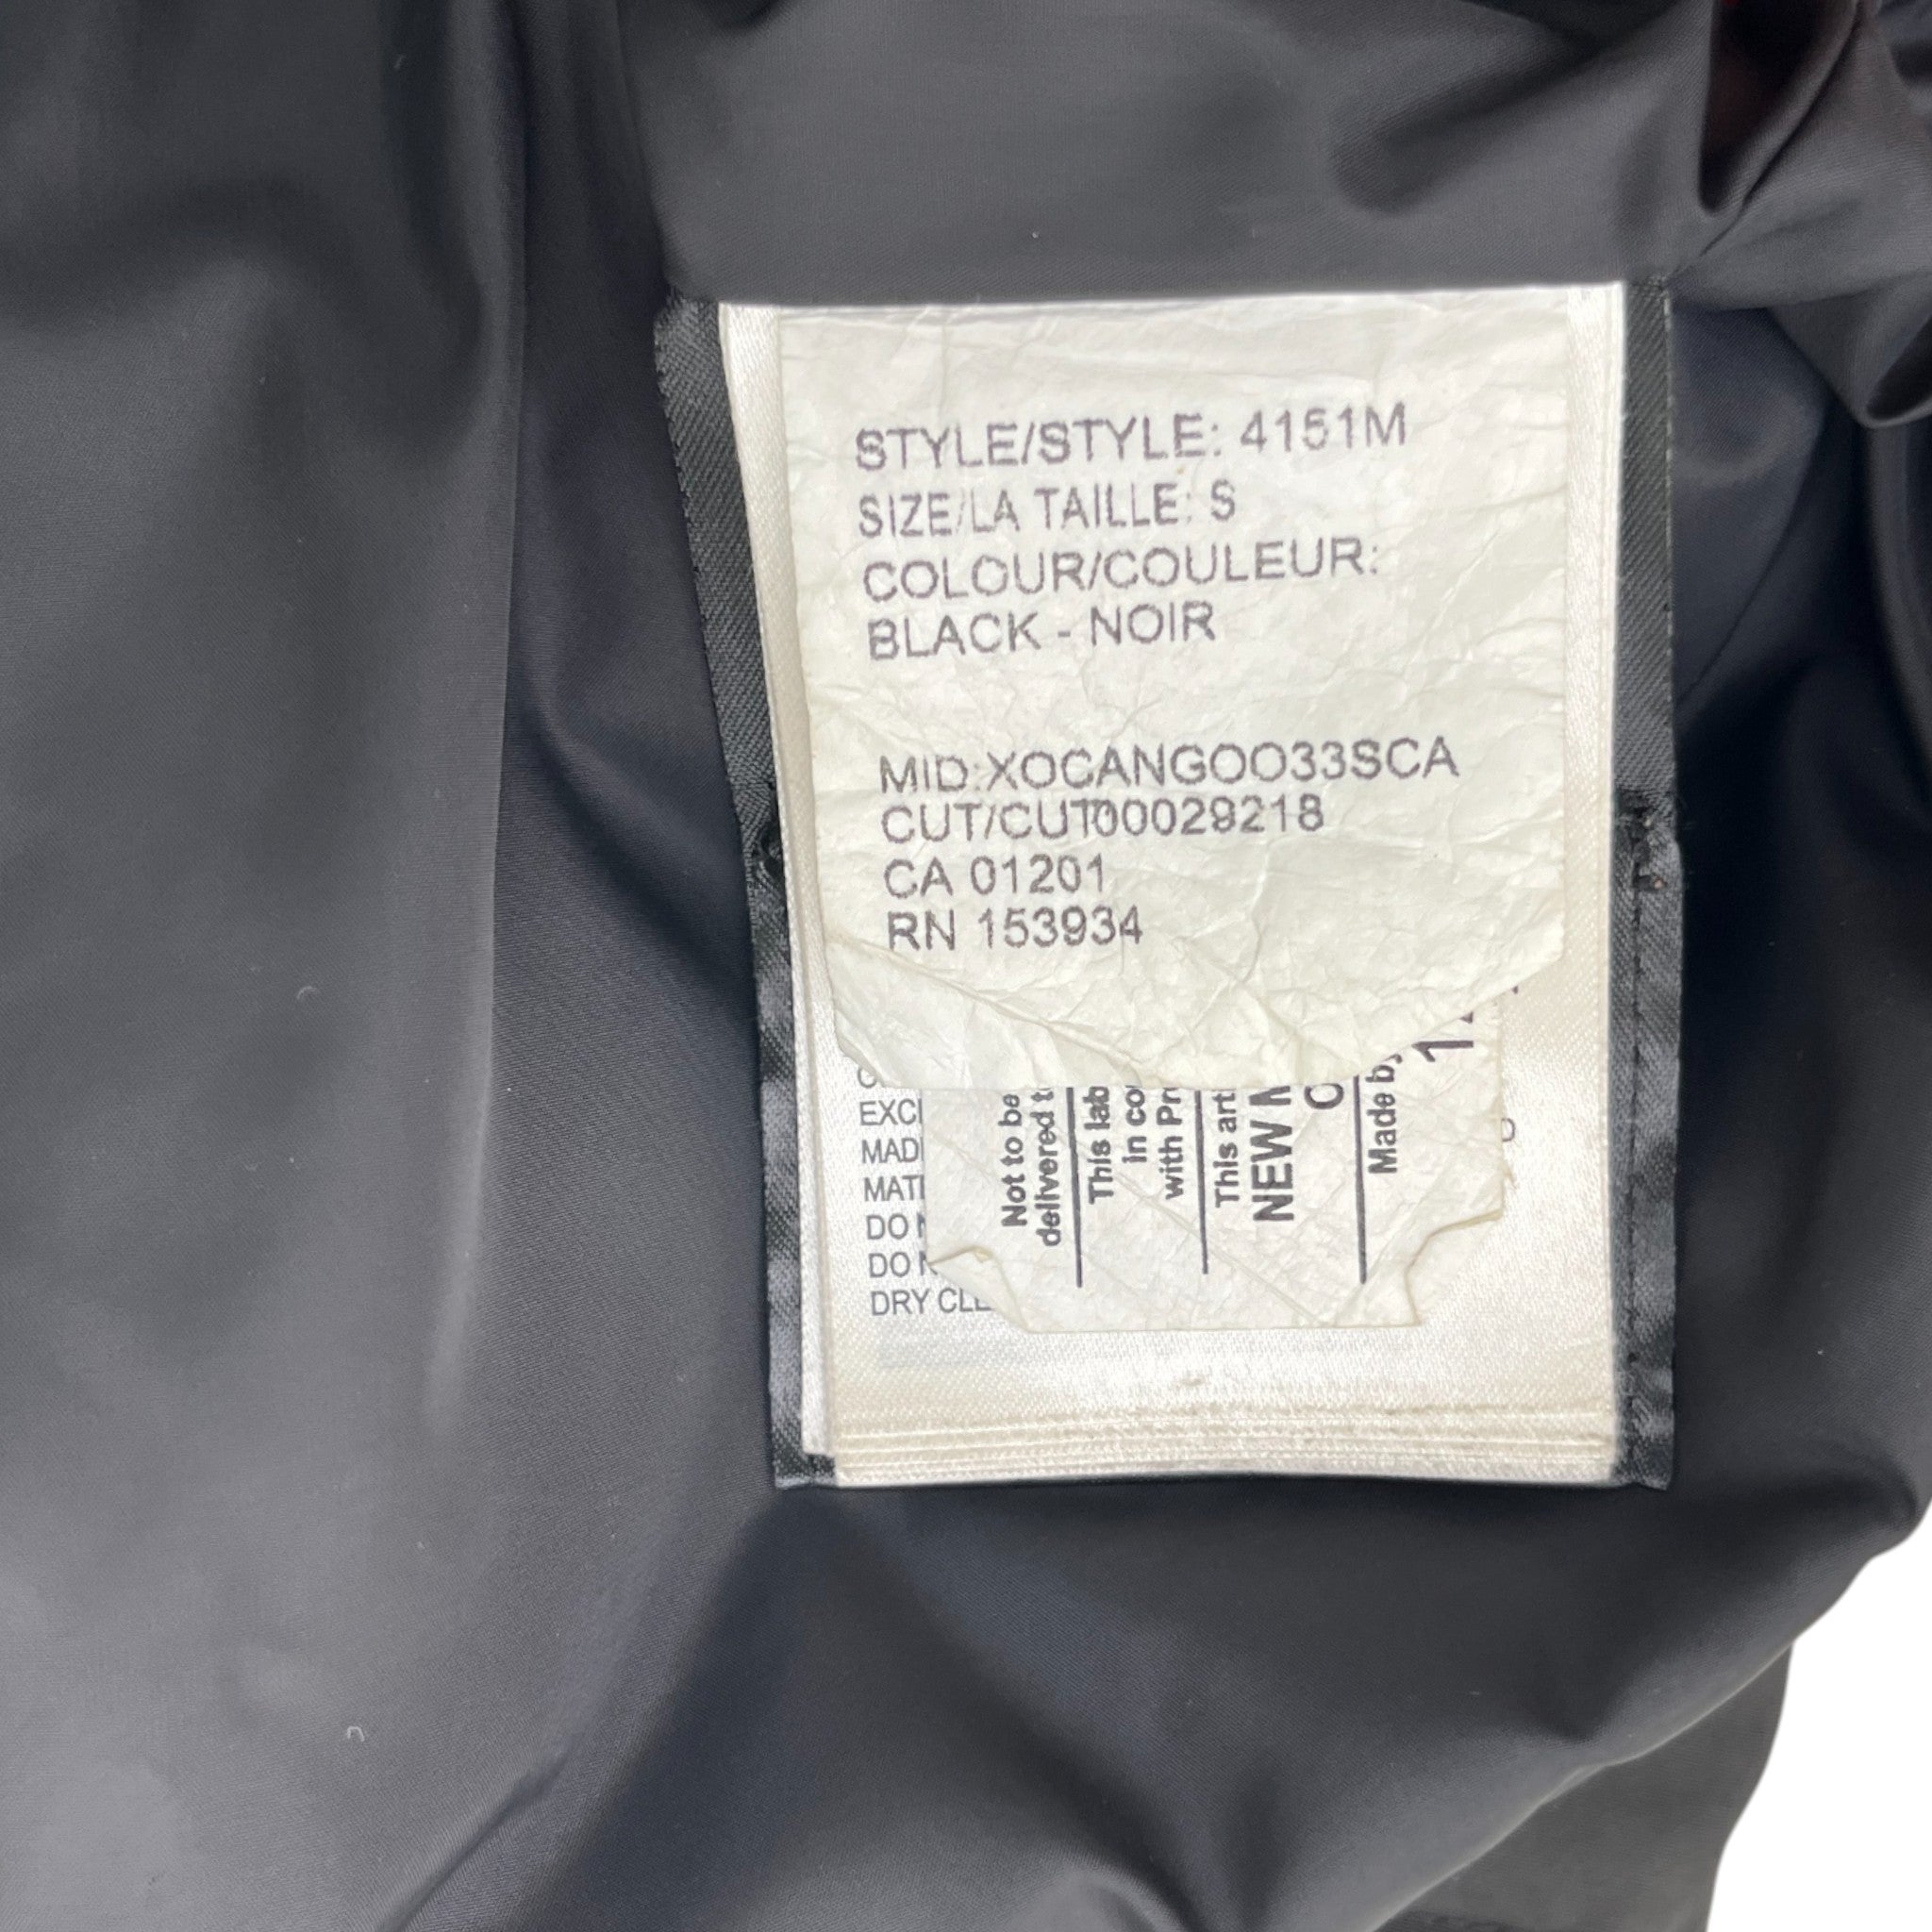 STYLE/STYLE: 4151M
SIZE/LA TAILLE: S
COLOUR/COULEUR:
BLACK - NOIR
MID:XOCANGOO33SCA
CUT/CUT00029218
CA 01201
RN 153934
EXCL
MAD
MATI
DO N
DO N
DRY CLE
Not to be
delivered t
This lab
in co
with Pr
This art
NEW M
Made by